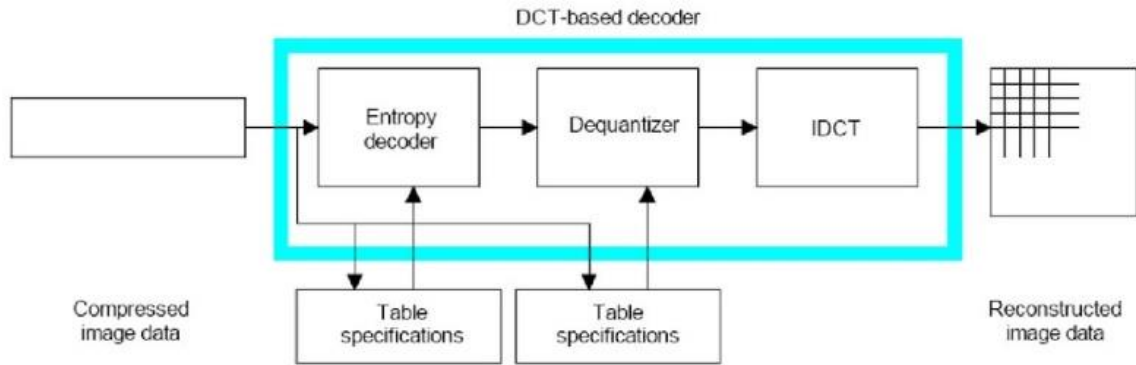 DCT-based decoder
Entropy
decoder
Dequantizer
IDCT
Compressed
image data
Table
specifications
Table
specifications
Reconstructed
image data